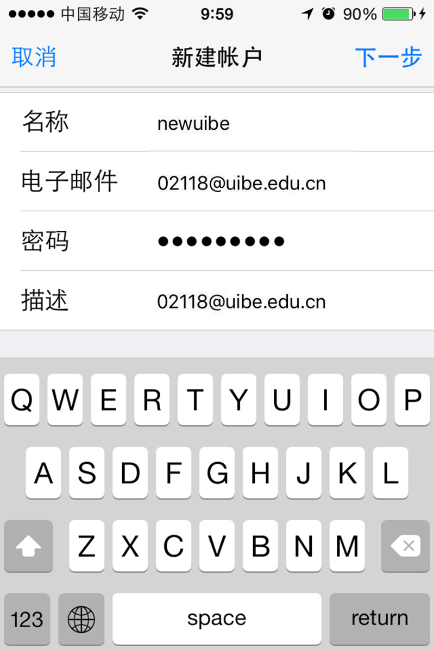 中国移动 9:59 90%
取消 新建帐户 下一步
名称 newuibe
电子邮件 02118@uibe.edu.cn
密码 ●●●●●●●●●
描述 02118@uibe.edu.cn
Q W E R T Y U I O P
A S D F G H J K L
Z X C V B N M
123 space return